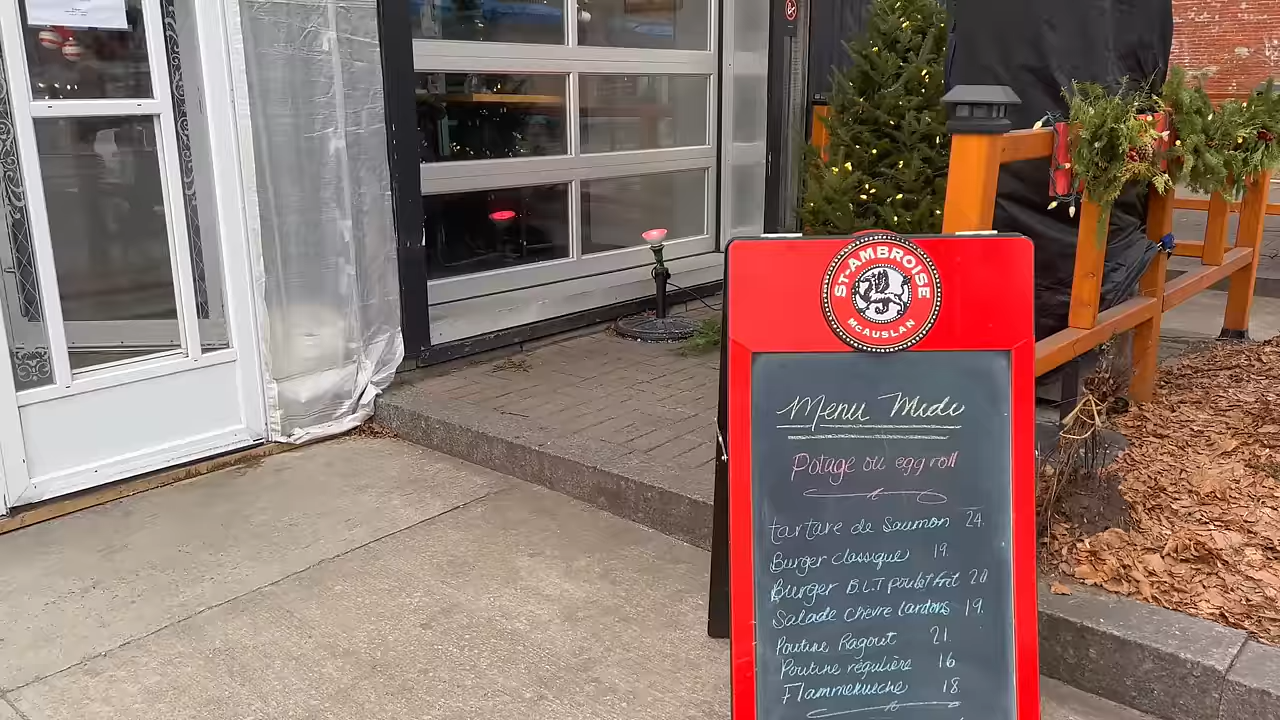 ST-AMBROISE
McAUSLAN
Menu Midi
Potage ou egg roll
tartare de Saumon 24.
Burger classique 19.
Burger B.L.T poulet frit 20
Salade chèvre lardons 19.
Poutine Ragout 21.
Poutine régulière 16
Flammekueche 18.